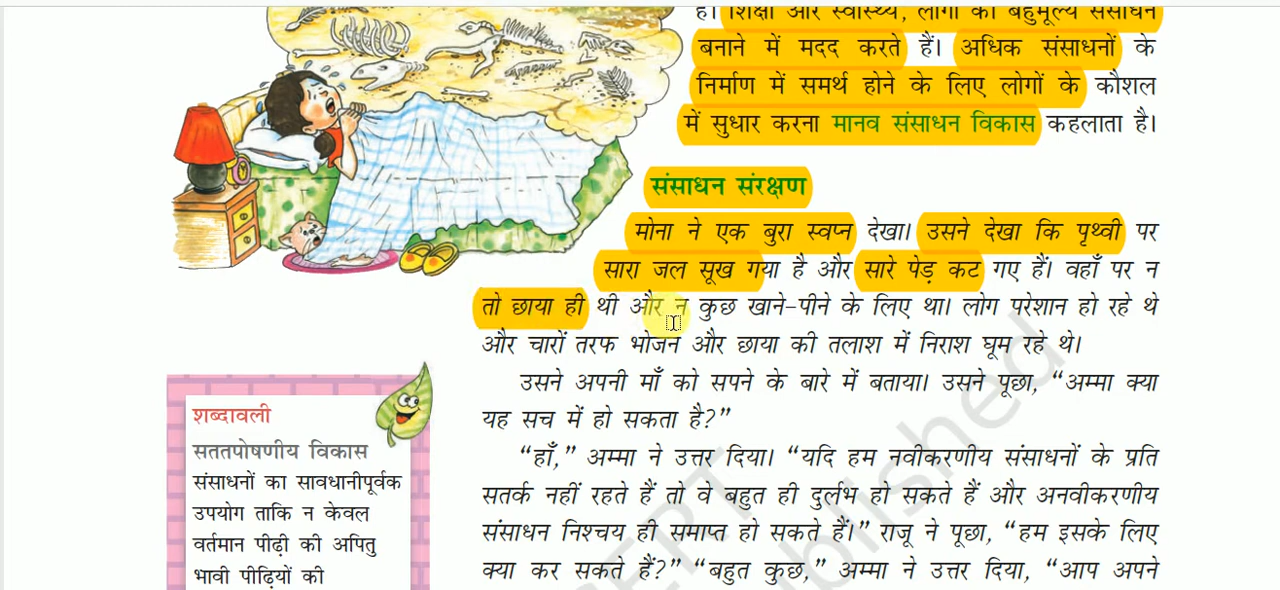 है। शिक्षा और स्वास्थ्य, लोगों को बहुमूल्य संसाधन
बनाने में मदद करते हैं। अधिक संसाधनों के
निर्माण में समर्थ होने के लिए लोगों के कौशल
में सुधार करना मानव संसाधन विकास कहलाता है।
संसाधन संरक्षण
मोना ने एक बुरा स्वप्न देखा। उसने देखा कि पृथ्वी पर
सारा जल सूख गया है और सारे पेड़ कट गए हैं। वहाँ पर न
तो छाया ही थी और न कुछ खाने-पीने के लिए था। लोग परेशान हो रहे थे
और चारों तरफ भोजन और छाया की तलाश में निराश घूम रहे थे।
उसने अपनी माँ को सपने के बारे में बताया। उसने पूछा, “अम्मा क्या
यह सच में हो सकता है?”
“हाँ,” अम्मा ने उत्तर दिया। “यदि हम नवीकरणीय संसाधनों के प्रति
सतर्क नहीं रहते हैं तो वे बहुत ही दुर्लभ हो सकते हैं और अनवीकरणीय
संसाधन निश्चय ही समाप्त हो सकते हैं।” राजू ने पूछा, “हम इसके लिए
क्या कर सकते हैं?” “बहुत कुछ,” अम्मा ने उत्तर दिया, “आप अपने
शब्दावली
सततपोषणीय विकास
संसाधनों का सावधानीपूर्वक
उपयोग ताकि न केवल
वर्तमान पीढ़ी की अपितु
भावी पीढ़ियों की